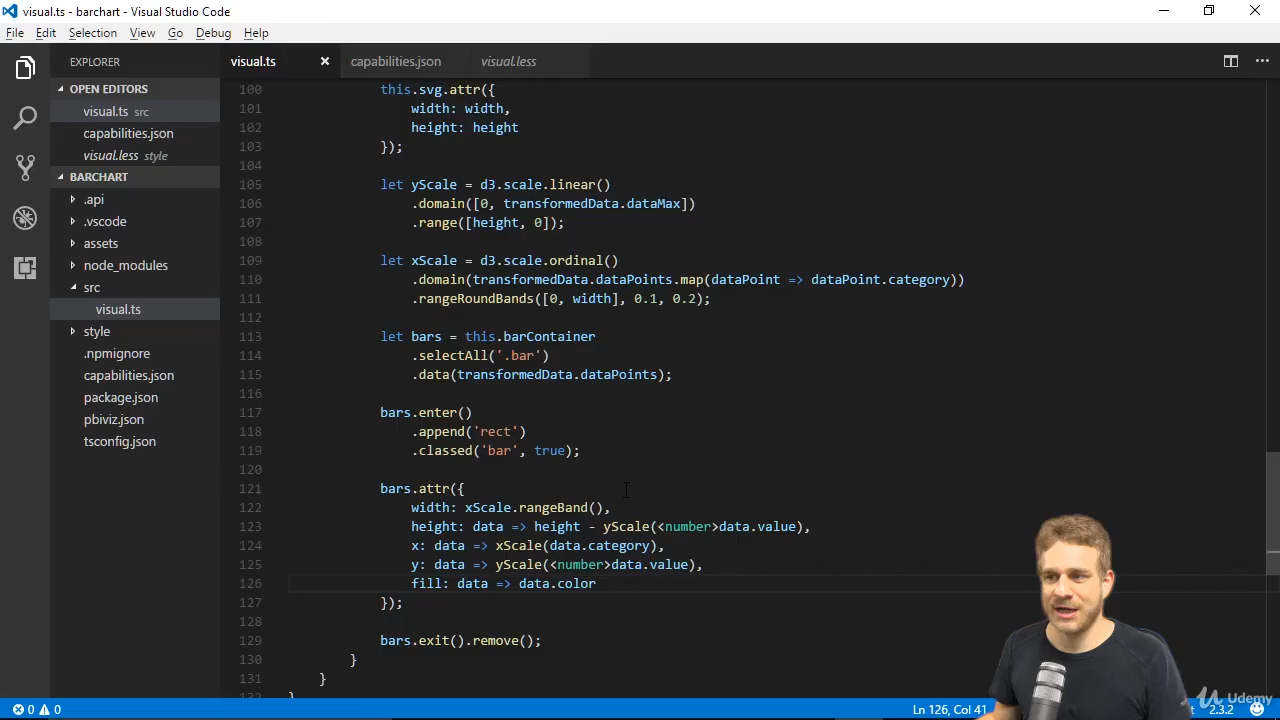 visual.ts - barchart - Visual Studio Code
File Edit Selection View Go Debug Help
EXPLORER
visual.ts
capabilities.json
visual.less
OPEN EDITORS
visual.ts src
capabilities.json
visual.less style
BARCHART
.api
.vscode
assets
node_modules
src
visual.ts
style
.npmignore
capabilities.json
package.json
pbiviz.json
tsconfig.json
100 this.svg.attr({
101 width: width,
102 height: height
103 });
104
105 let yScale = d3.scale.linear()
106 .domain([0, transformedData.dataMax])
107 .range([height, 0]);
108
109 let xScale = d3.scale.ordinal()
110 .domain(transformedData.dataPoints.map(dataPoint => dataPoint.category))
111 .rangeRoundBands([0, width], 0.1, 0.2);
112
113 let bars = this.barContainer
114 .selectAll('.bar')
115 .data(transformedData.dataPoints);
116
117 bars.enter()
118 .append('rect')
119 .classed('bar', true);
120
121 bars.attr({
122 width: xScale.rangeBand(),
123 height: data => height - yScale(<number>data.value),
124 x: data => xScale(data.category),
125 y: data => yScale(<number>data.value),
126 fill: data => data.color
127 });
128
129 bars.exit().remove();
130 }
131 }
132 }
0 0
Ln 126, Col 41
2.3.2
Udemy